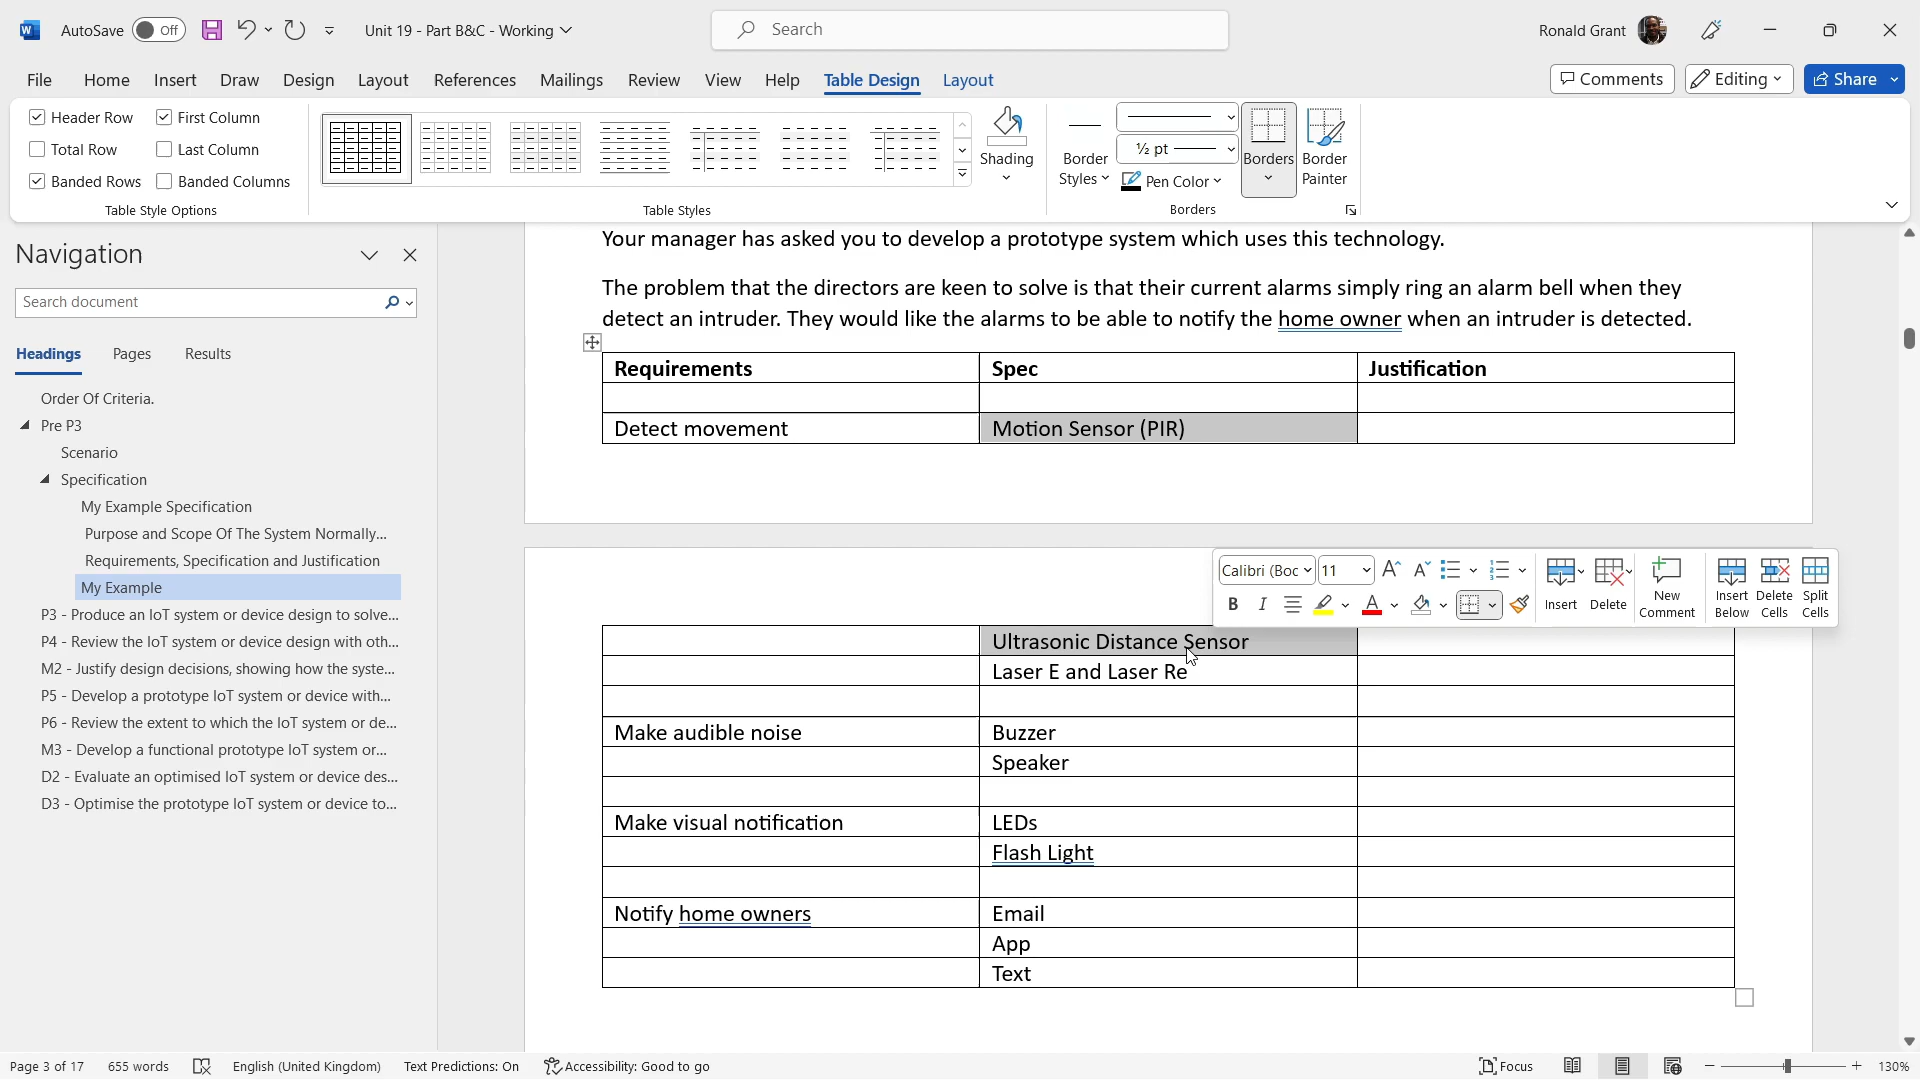 AutoSave Off Unit 19 - Part B&C - Working Search Ronald Grant
File Home Insert Draw Design Layout References Mailings Review View Help Table Design Layout Comments Editing Share
Header Row First Column
Total Row Last Column
Banded Rows Banded Columns
Table Style Options
Table Styles
Shading
Border Styles
½ pt
Pen Color
Borders
Border Painter
Borders
Navigation
Search document
Headings Pages Results
Order Of Criteria.
Pre P3
Scenario
Specification
My Example Specification
Purpose and Scope Of The System Normally...
Requirements, Specification and Justification
My Example
P3 - Produce an IoT system or device design to solve...
P4 - Review the IoT system or device design with oth...
M2 - Justify design decisions, showing how the syste...
P5 - Develop a prototype IoT system or device with...
P6 - Review the extent to which the IoT system or de...
M3 - Develop a functional prototype IoT system or...
D2 - Evaluate an optimised IoT system or device des...
D3 - Optimise the prototype IoT system or device to...
Your manager has asked you to develop a prototype system which uses this technology.
The problem that the directors are keen to solve is that their current alarms simply ring an alarm bell when they
detect an intruder. They would like the alarms to be able to notify the home owner when an intruder is detected.
Requirements Spec Justification
Detect movement Motion Sensor (PIR)
Calibri (Boc 11
B I
Insert Delete New Comment Insert Below Delete Cells Split Cells
Ultrasonic Distance Sensor
Laser E and Laser Re
Make audible noise Buzzer
Speaker
Make visual notification LEDs
Flash Light
Notify home owners Email
App
Text
Page 3 of 17 655 words English (United Kingdom) Text Predictions: On Accessibility: Good to go Focus 130%